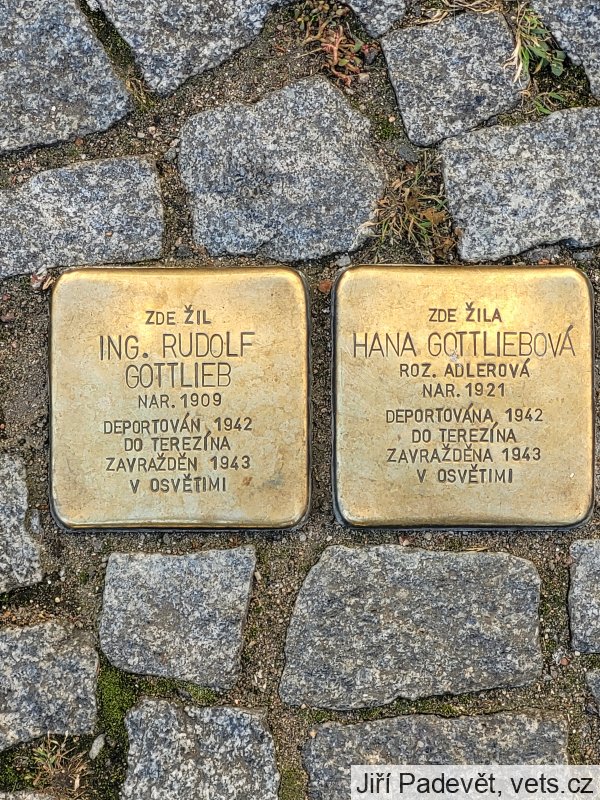 ZDE ŽIL
ING. RUDOLF
GOTTLIEB
NAR. 1909
DEPORTOVÁN 1942
DO TEREZÍNA
ZAVRAŽDĚN 1943
V OSVĚTIMI
ZDE ŽILA
HANA GOTTLIEBOVÁ
ROZ. ADLEROVÁ
NAR. 1921
DEPORTOVÁNA 1942
DO TEREZÍNA
ZAVRAŽDĚNA 1943
V OSVĚTIMI
Jiří Padevět, vets.cz